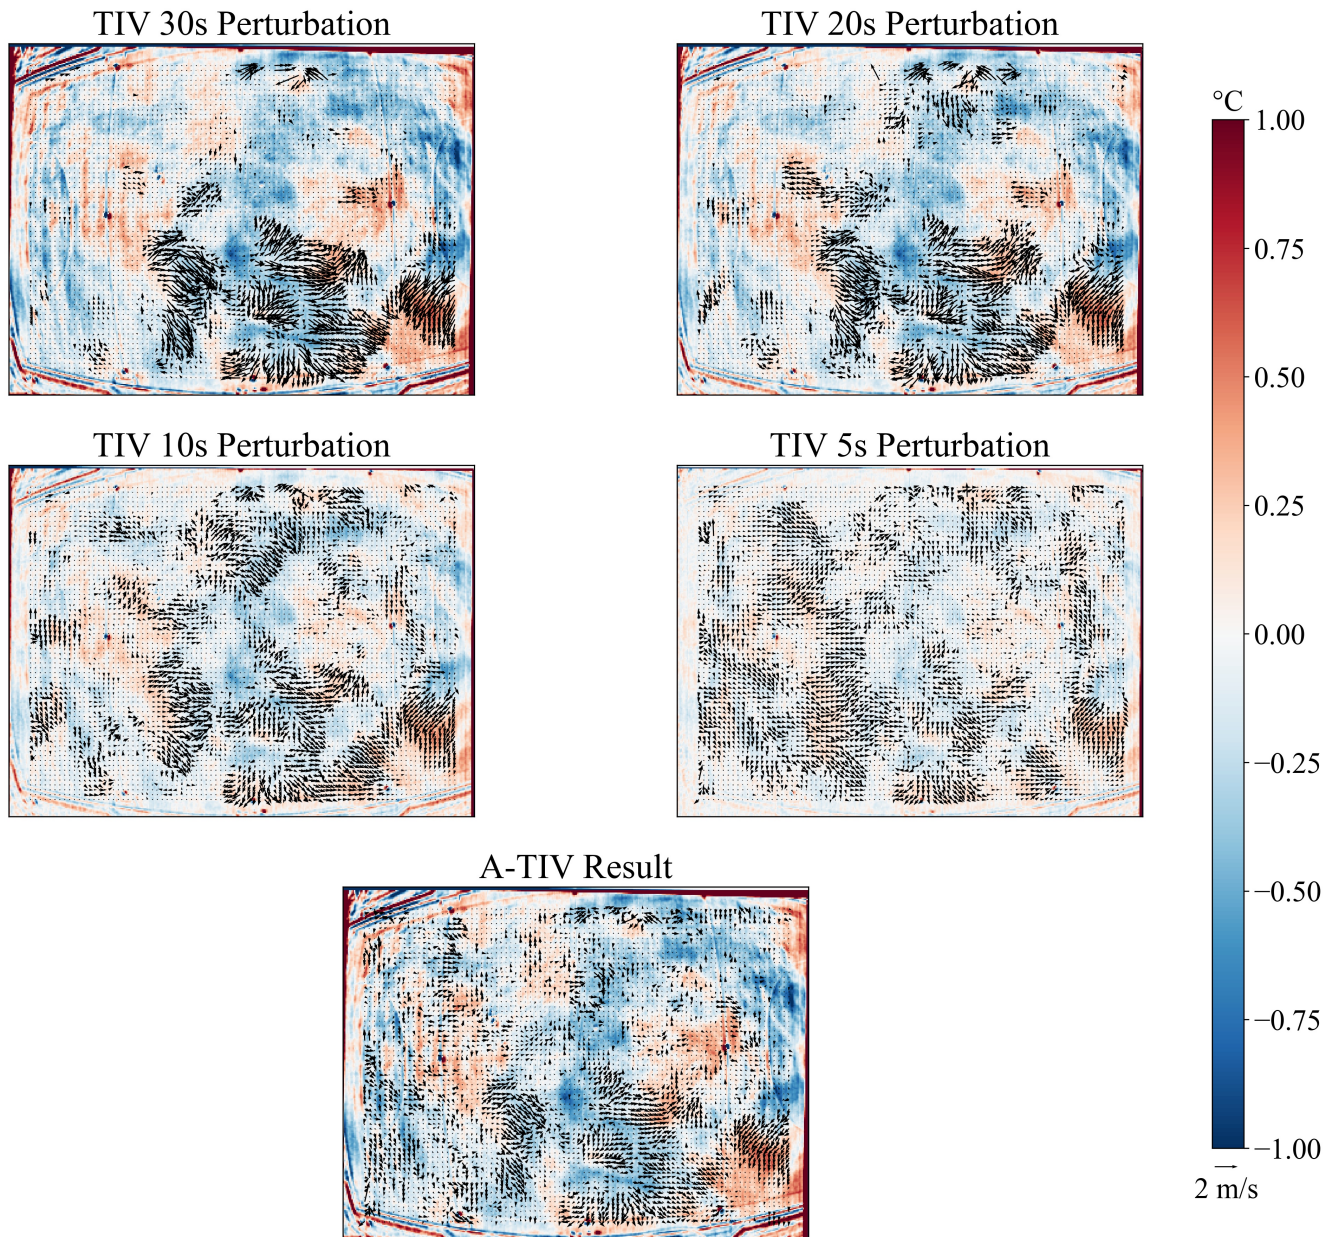 TIV 30s Perturbation
TIV 20s Perturbation
°C
1.00
0.75
0.50
0.25
0.00
−0.25
−0.50
−0.75
−1.00
2 m/s
TIV 10s Perturbation
TIV 5s Perturbation
A-TIV Result